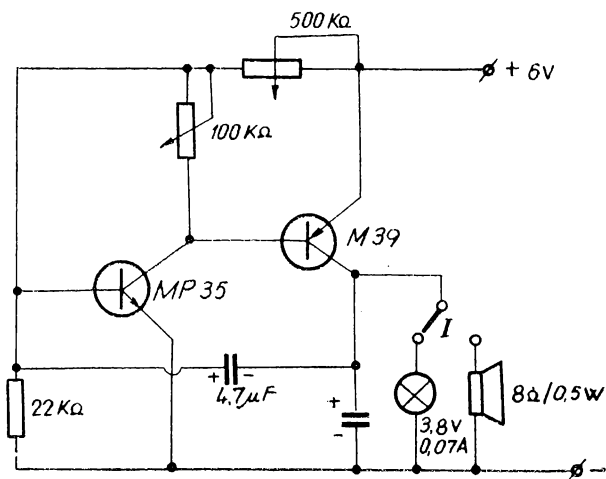 500 KΩ
+ 6V
100 KΩ
M 39
MP 35
I
+ -
4,7µF
22 KΩ
+
-
3,8V
0,07A
8Ω/0,5W
-